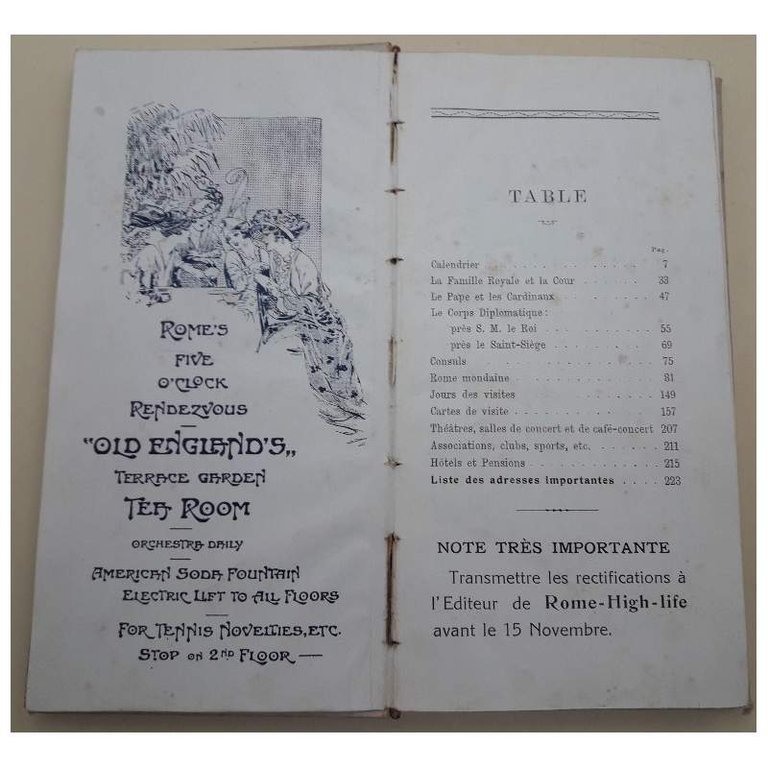 ROME'S
FIVE
O'CLOCK
RENDEZVOUS
"OLD ENGLAND'S„
TERRACE GARDEN
TEA ROOM
ORCHESTRA DAILY
AMERICAN SODA FOUNTAIN
ELECTRIC LIFT TO ALL FLOORS
FOR TENNIS NOVELTIES, ETC.
STOP ON 2ND FLOOR
TABLE
Pag.
Calendrier . . . . . . . . . . . . 7
La Famille Royale et la Cour . . . . . . 33
Le Pape et les Cardinaux . . . . . . . 47
Le Corps Diplomatique:
près S. M. le Roi . . . . . . . . 55
près le Saint-Siège . . . . . . . . 69
Consuls . . . . . . . . . . . . 75
Rome mondaine . . . . . . . . . . 81
Jours des visites . . . . . . . . . . 149
Cartes de visite . . . . . . . . . . 157
Théâtres, salles de concert et de café-concert 207
Associations, clubs, sports, etc. . . . . . . 211
Hôtels et Pensions . . . . . . . . . 215
Liste des adresses importantes . . . . 223
NOTE TRÈS IMPORTANTE
Transmettre les rectifications à
l'Editeur de Rome-High-life
avant le 15 Novembre.